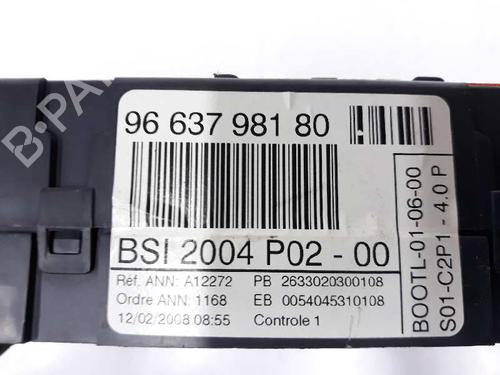 96 637 981 80
BSI 2004 P02 - 00
Réf. ANN: A12272 PB 2633020300108
Ordre ANN: 1168 EB 0054045310108
12/02/2008 08:55 Controle 1
BOOTL-01-06-00
S01-C2P1 - 4.0 P
B-PARTS